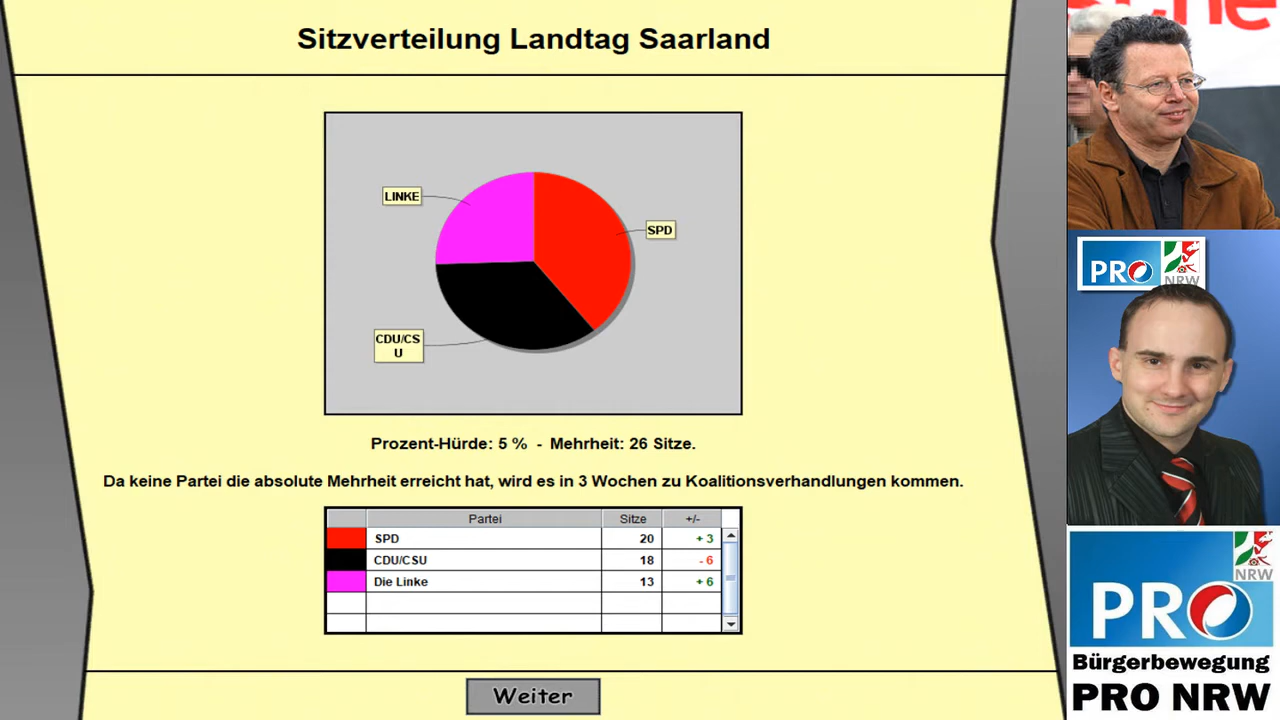 Sitzverteilung Landtag Saarland
LINKE
SPD
CDU/CS
U
Prozent-Hürde: 5 % - Mehrheit: 26 Sitze.
Da keine Partei die absolute Mehrheit erreicht hat, wird es in 3 Wochen zu Koalitionsverhandlungen kommen.
Partei Sitze +/-
SPD 20 + 3
CDU/CSU 18 - 6
Die Linke 13 + 6
Weiter
PRO
NRW
NRW
PRO
Bürgerbewegung
PRO NRW